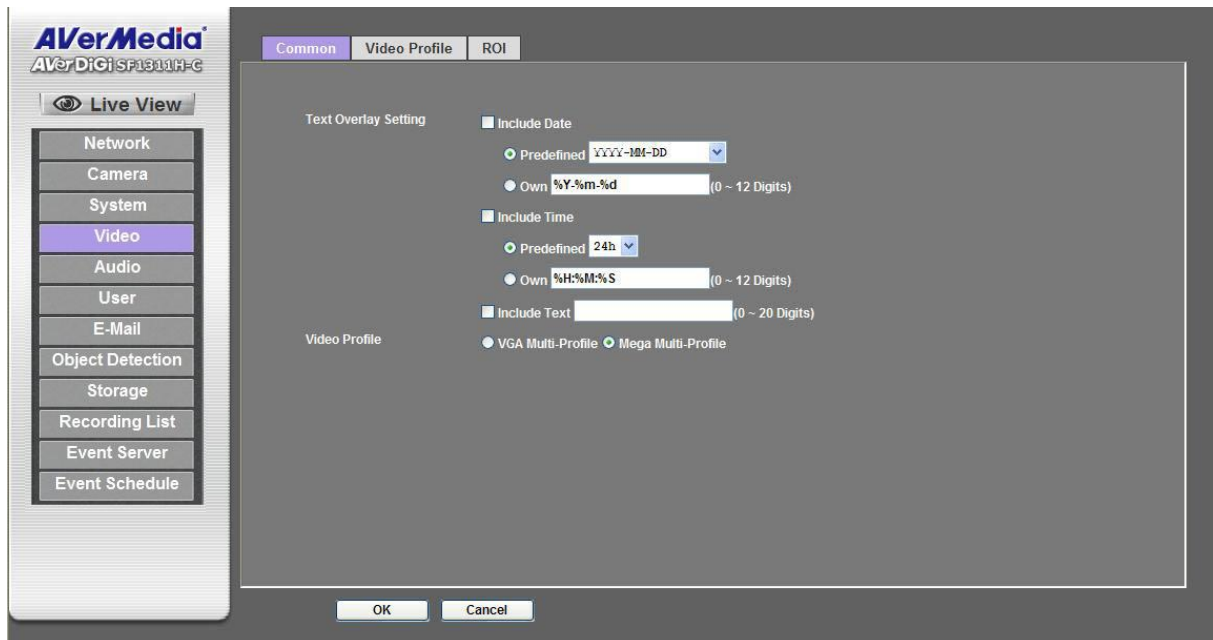 AVerMedia
AVerDiGi SF1311H-C
Live View
Network
Camera
System
Video
Audio
User
E-Mail
Object Detection
Storage
Recording List
Event Server
Event Schedule
Common Video Profile ROI
Text Overlay Setting Include Date
Predefined YYYY-MM-DD
Own %Y-%m-%d (0 ~ 12 Digits)
Include Time
Predefined 24h
Own %H:%M:%S (0 ~ 12 Digits)
Include Text (0 ~ 20 Digits)
Video Profile VGA Multi-Profile Mega Multi-Profile
OK Cancel